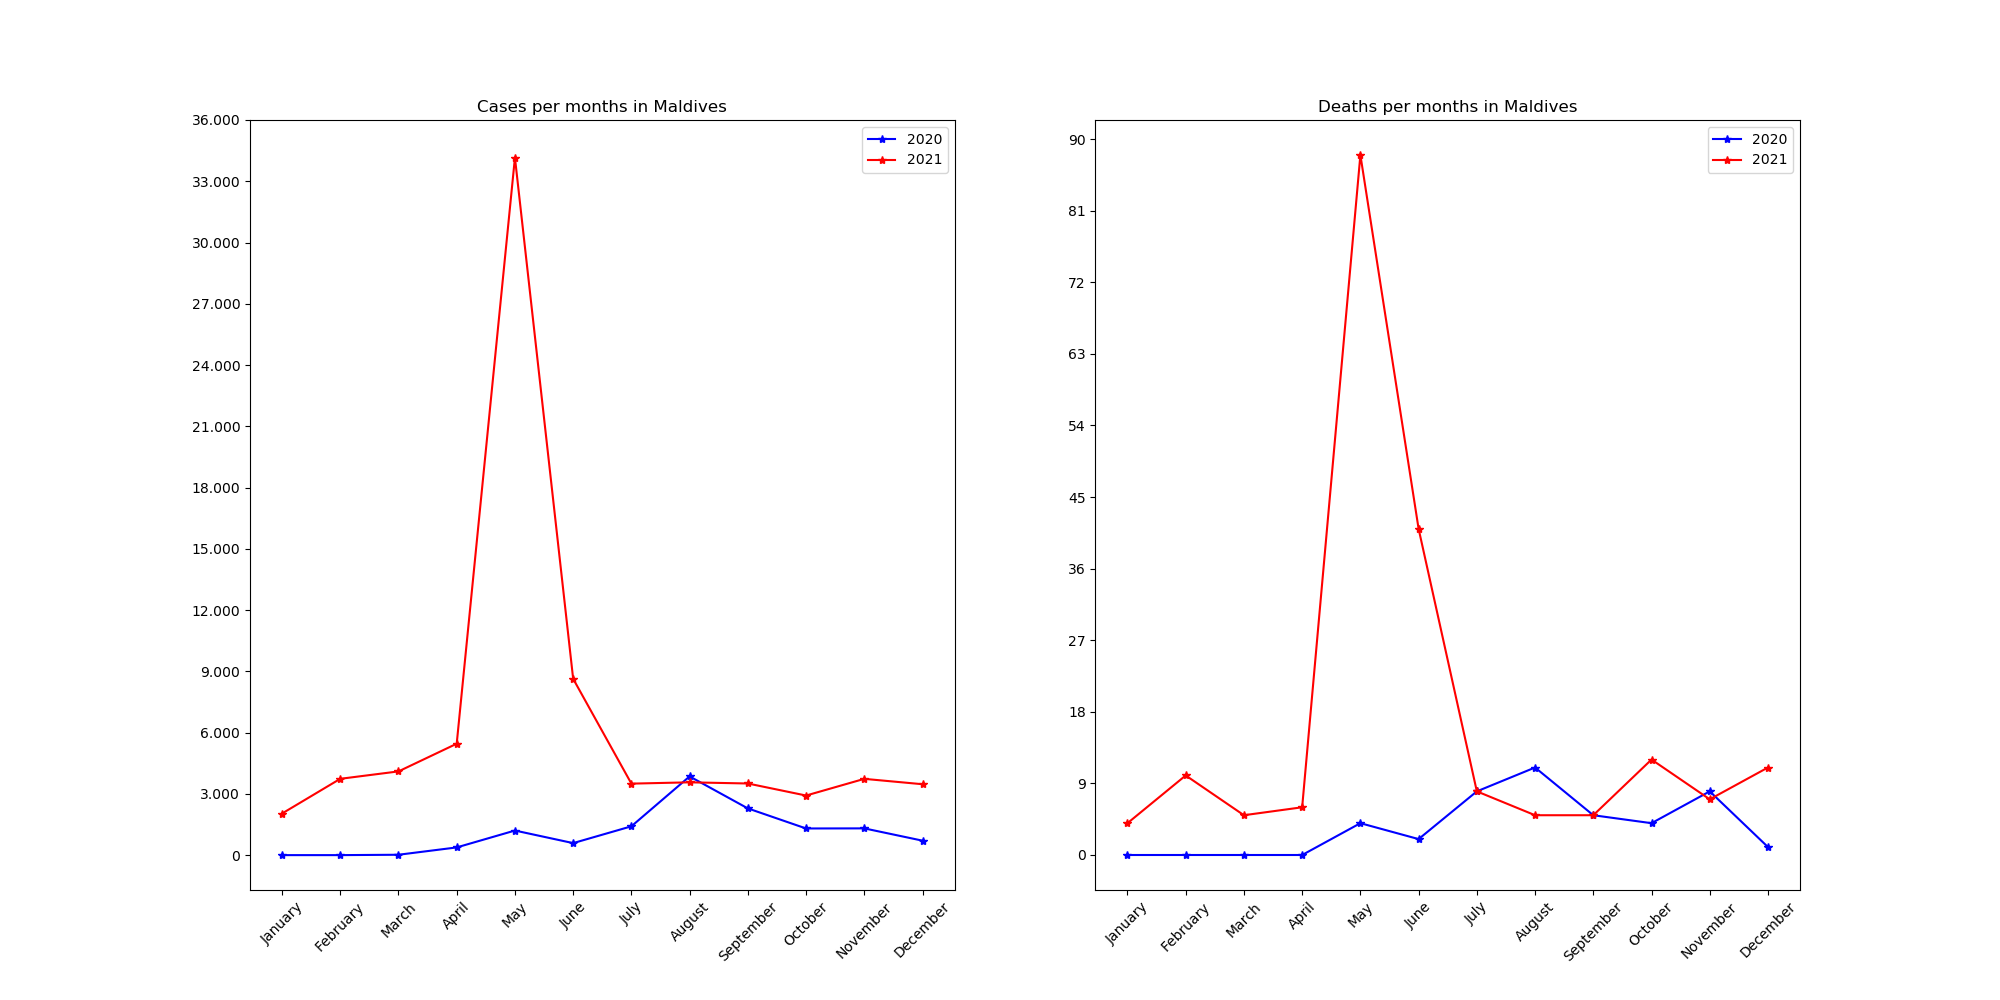 Cases per months in Maldives
36.000
33.000
30.000
27.000
24.000
21.000
18.000
15.000
12.000
9.000
6.000
3.000
0
2020
2021
January
February
March
April
May
June
July
August
September
October
November
December
Deaths per months in Maldives
90
81
72
63
54
45
36
27
18
9
0
2020
2021
January
February
March
April
May
June
July
August
September
October
November
December